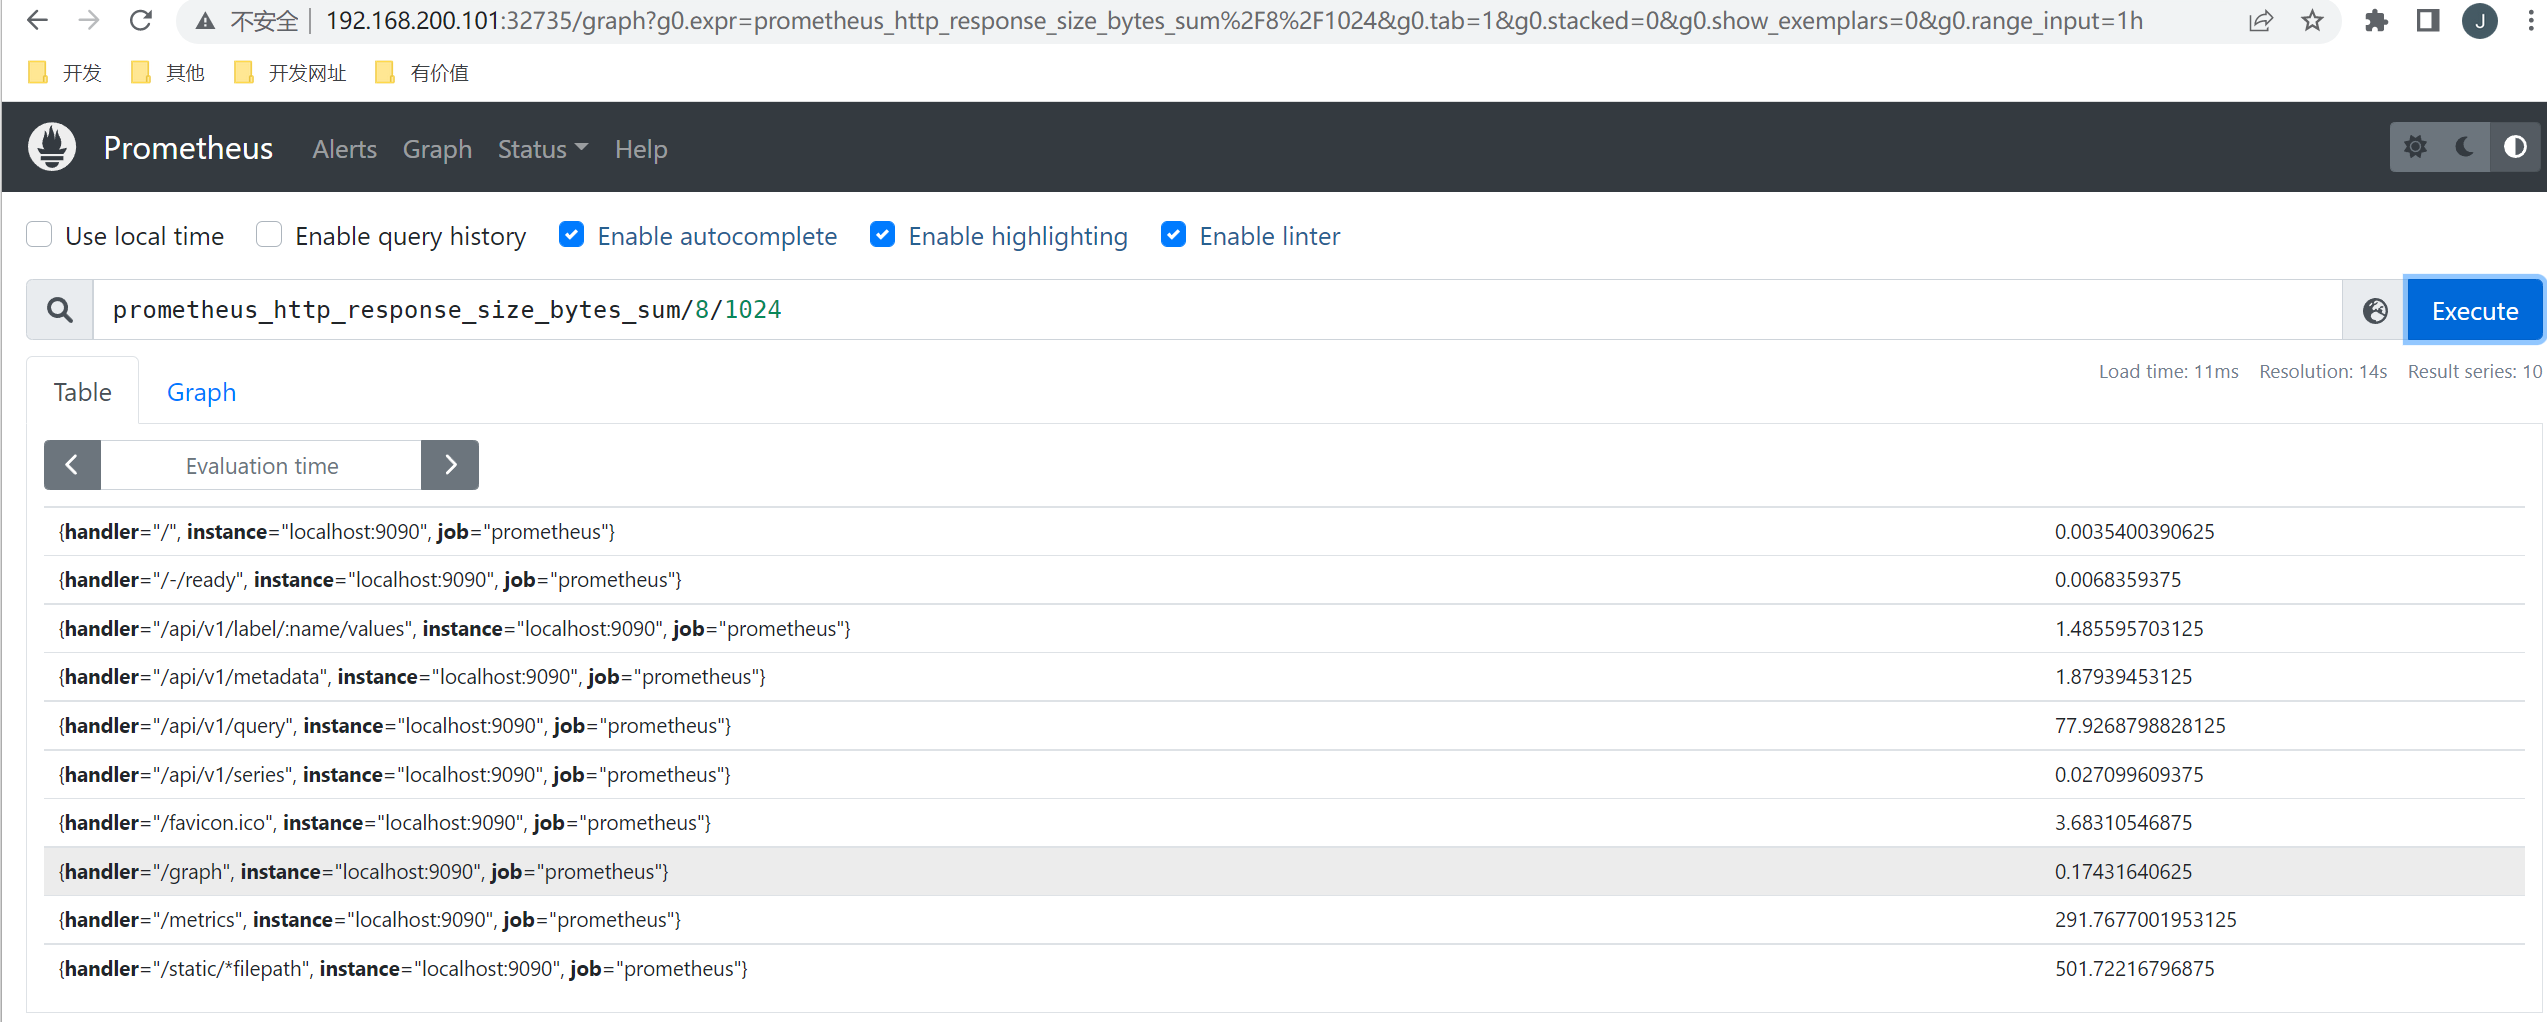 不安全 192.168.200.101:32735/graph?g0.expr=prometheus_http_response_size_bytes_sum%2F8%2F1024&g0.tab=1&g0.stacked=0&g0.show_exemplars=0&g0.range_input=1h J
开发 其他 开发网址 有价值
Prometheus Alerts Graph Status Help
Use local time Enable query history Enable autocomplete Enable highlighting Enable linter
prometheus_http_response_size_bytes_sum/8/1024 Execute
Table Graph Load time: 11ms Resolution: 14s Result series: 10
Evaluation time
{handler="/", instance="localhost:9090", job="prometheus"} 0.0035400390625
{handler="/-/ready", instance="localhost:9090", job="prometheus"} 0.0068359375
{handler="/api/v1/label/:name/values", instance="localhost:9090", job="prometheus"} 1.485595703125
{handler="/api/v1/metadata", instance="localhost:9090", job="prometheus"} 1.87939453125
{handler="/api/v1/query", instance="localhost:9090", job="prometheus"} 77.9268798828125
{handler="/api/v1/series", instance="localhost:9090", job="prometheus"} 0.027099609375
{handler="/favicon.ico", instance="localhost:9090", job="prometheus"} 3.68310546875
{handler="/graph", instance="localhost:9090", job="prometheus"} 0.17431640625
{handler="/metrics", instance="localhost:9090", job="prometheus"} 291.7677001953125
{handler="/static/*filepath", instance="localhost:9090", job="prometheus"} 501.72216796875